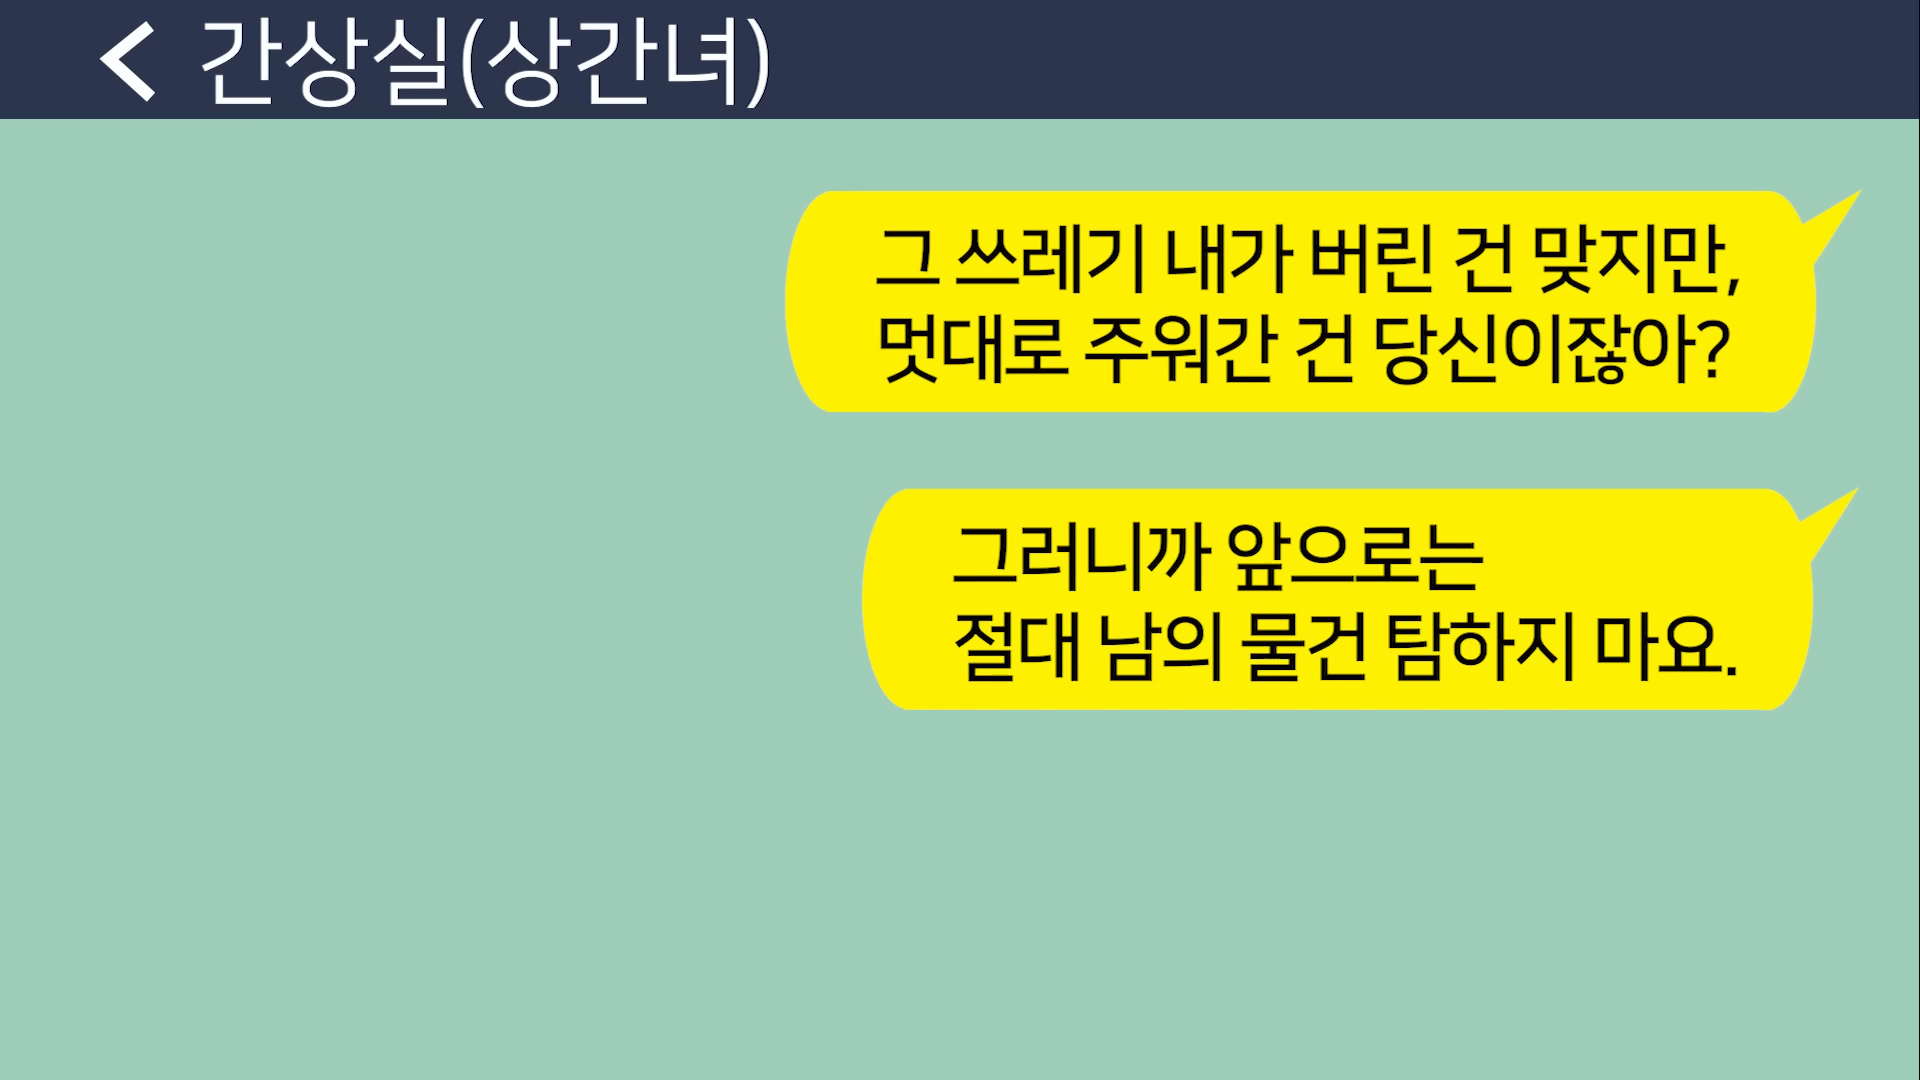 간상실(상간녀)
그 쓰레기 내가 버린 건 맞지만,
멋대로 주워간 건 당신이잖아?
그러니까 앞으로는
절대 남의 물건 탐하지 마요.